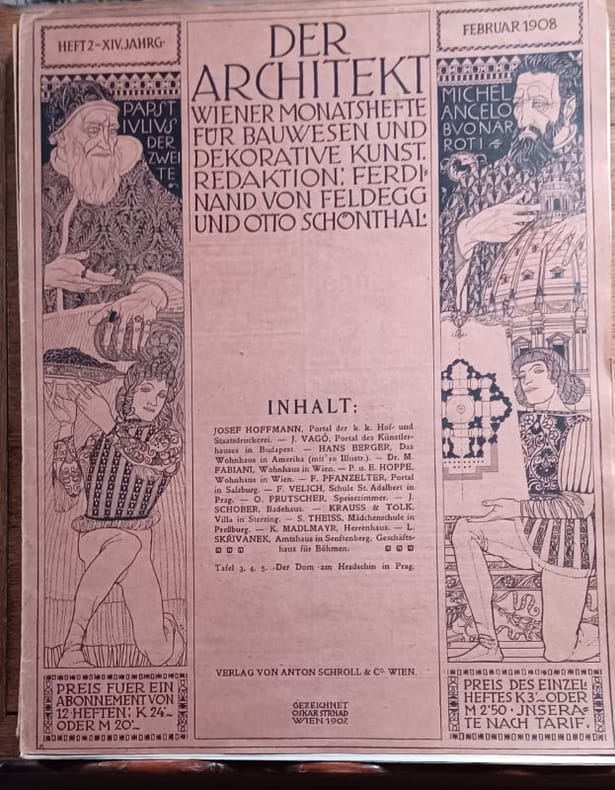 HEFT 2–XIV. JAHRG.
DER
ARCHITEKT
WIENER MONATSHEFTE
FÜR BAUWESEN UND
DEKORATIVE KUNST.
REDAKTION: FERDI⸗
NAND VON FELDEGG
UND OTTO SCHÖNTHAL
FEBRUAR 1908
PAPST
IVLIVS
DER
ZWEI
TE
MICHEL
ANGELO
BVONAR
ROTI
INHALT:
JOSEF HOFFMANN, Portal der k. k. Hof- und
Staatsdruckerei. — J. VAGÓ, Portal des Künstler-
hauses in Budapest. — HANS BERGER, Das
Wohnhaus in Amerika (mit 10 Illustr.). — Dr. M.
FABIANI, Wohnhaus in Wien. — P. u. E. HOPPE,
Wohnhaus in Wien. — F. PFANZELTER, Portal
in Salzburg. — F. VELICH, Schule St. Adalbert in
Prag. — O. PRUTSCHER, Speisezimmer. — J.
SCHOBER, Badehaus. — KRAUSS & TOLK,
Villa in Sterzing. — S. THEISS, Mädchenschule in
Preßburg. — K. MADLMAYR, Herrenhaus. — L.
SKŘIVANEK, Amtshaus in Senftenberg, Geschäfts-
haus für Böhmen.
Tafel 3, 4, 5. Der Dom am Hradschin in Prag.
VERLAG VON ANTON SCHROLL & Co. WIEN.
GEZEICHNET
OSKAR STRNAD
WIEN 1907
PREIS FUER EIN
ABONNEMENT VON
12 HEFTEN: K 24–
ODER M 20–
PREIS DES EINZEL
HEFTES K 3– ODER
M 2'50 · INSERA⸗
TE NACH TARIF.